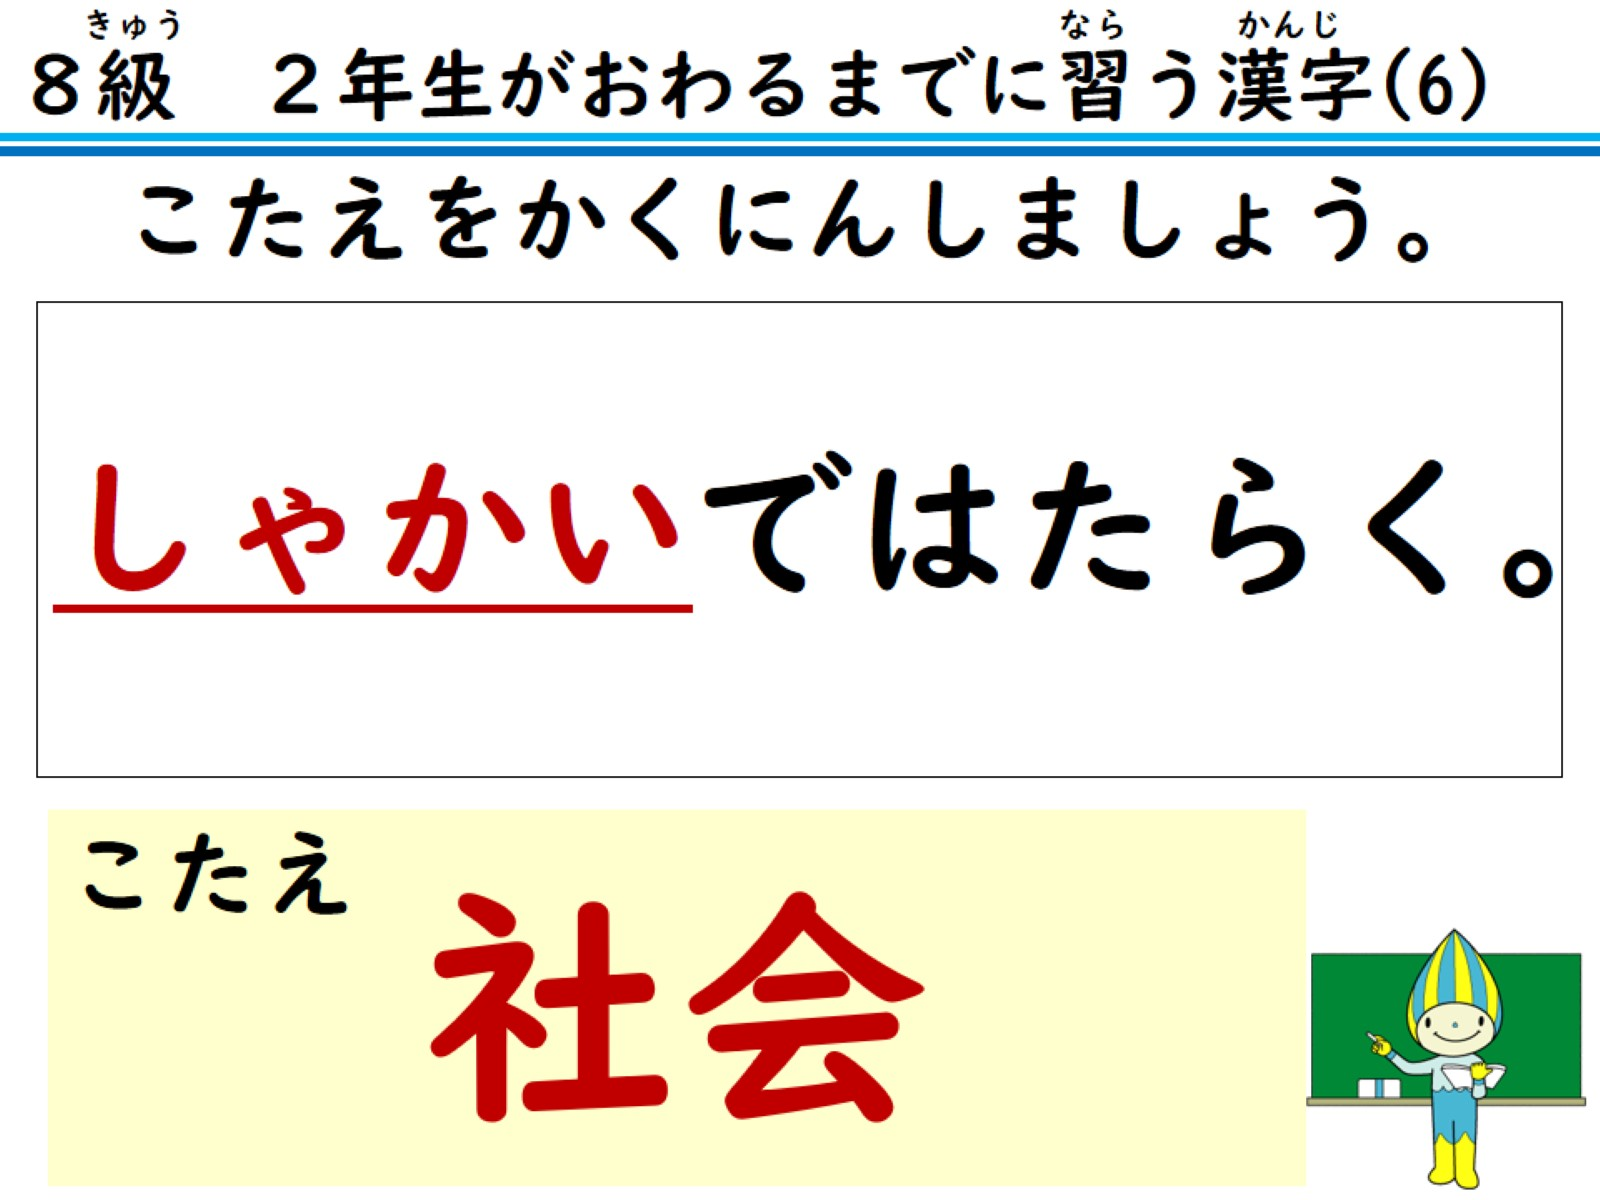 きゅう なら かんじ
８級　２年生がおわるまでに習う漢字(6)
こたえをかくにんしましょう。
しゃかいではたらく。
こたえ
社会